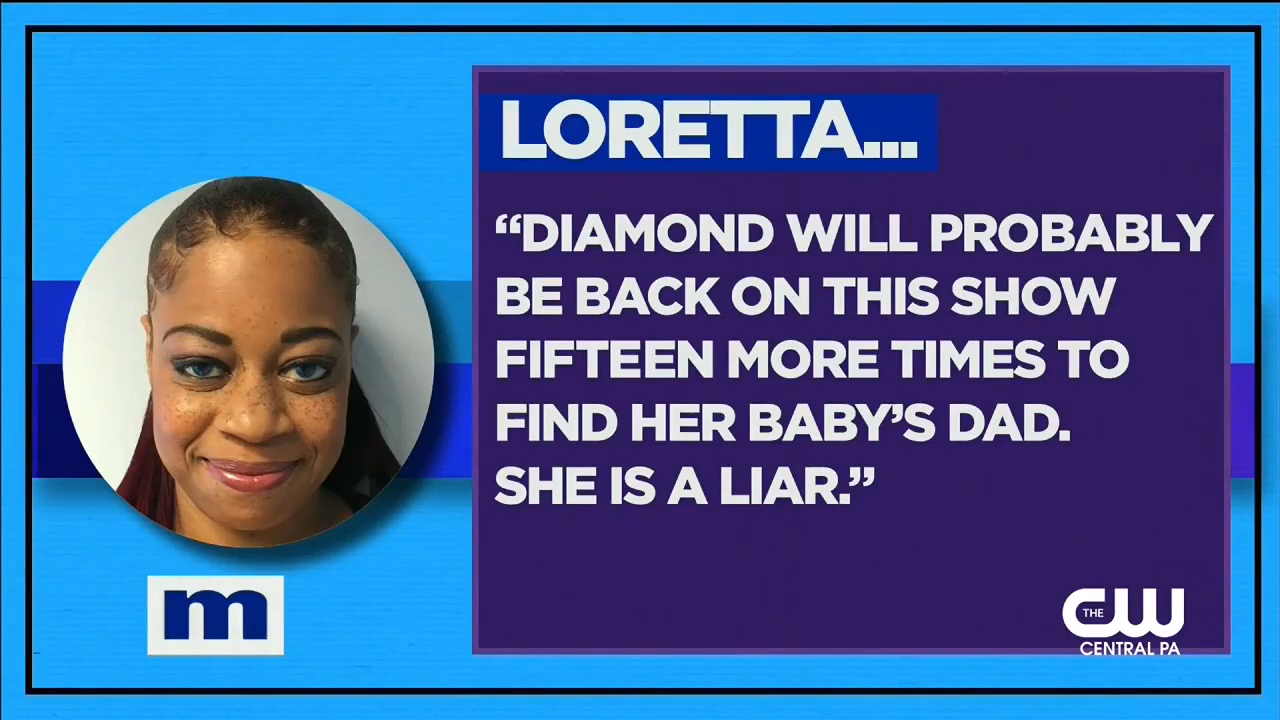 LORETTA...
“DIAMOND WILL PROBABLY
BE BACK ON THIS SHOW
FIFTEEN MORE TIMES TO
FIND HER BABY’S DAD.
SHE IS A LIAR.”
m
THE CW
CENTRAL PA